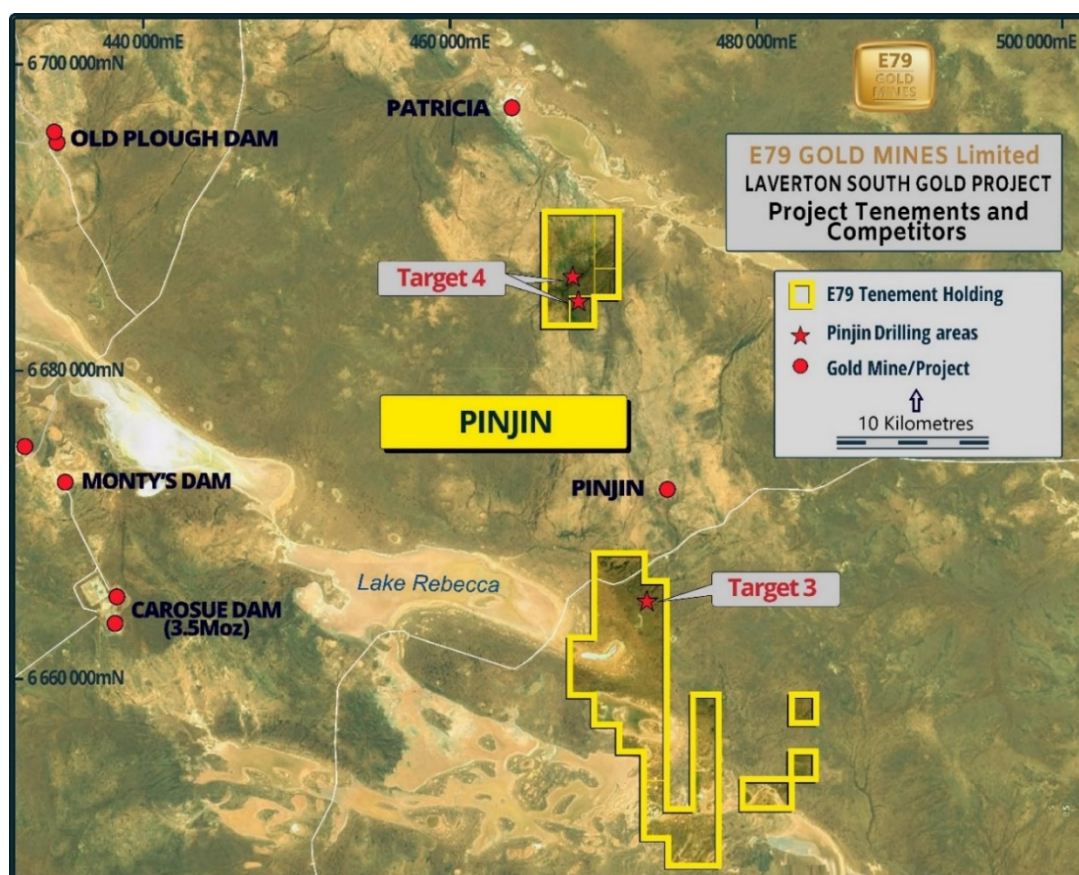 440 000mE
460 000mE
480 000mE
500 000mE
6 700 000mN
E79
GOLD
MINES
PATRICIA
OLD PLOUGH DAM
E79 GOLD MINES Limited
LAVERTON SOUTH GOLD PROJECT
Project Tenements and
Competitors
Target 4
E79 Tenement Holding
Pinjin Drilling areas
Gold Mine/Project
10 Kilometres
6 680 000mN
PINJIN
MONTY'S DAM
PINJIN
Lake Rebecca
Target 3
CAROSUE DAM
(3.5Moz)
6 660 000mN